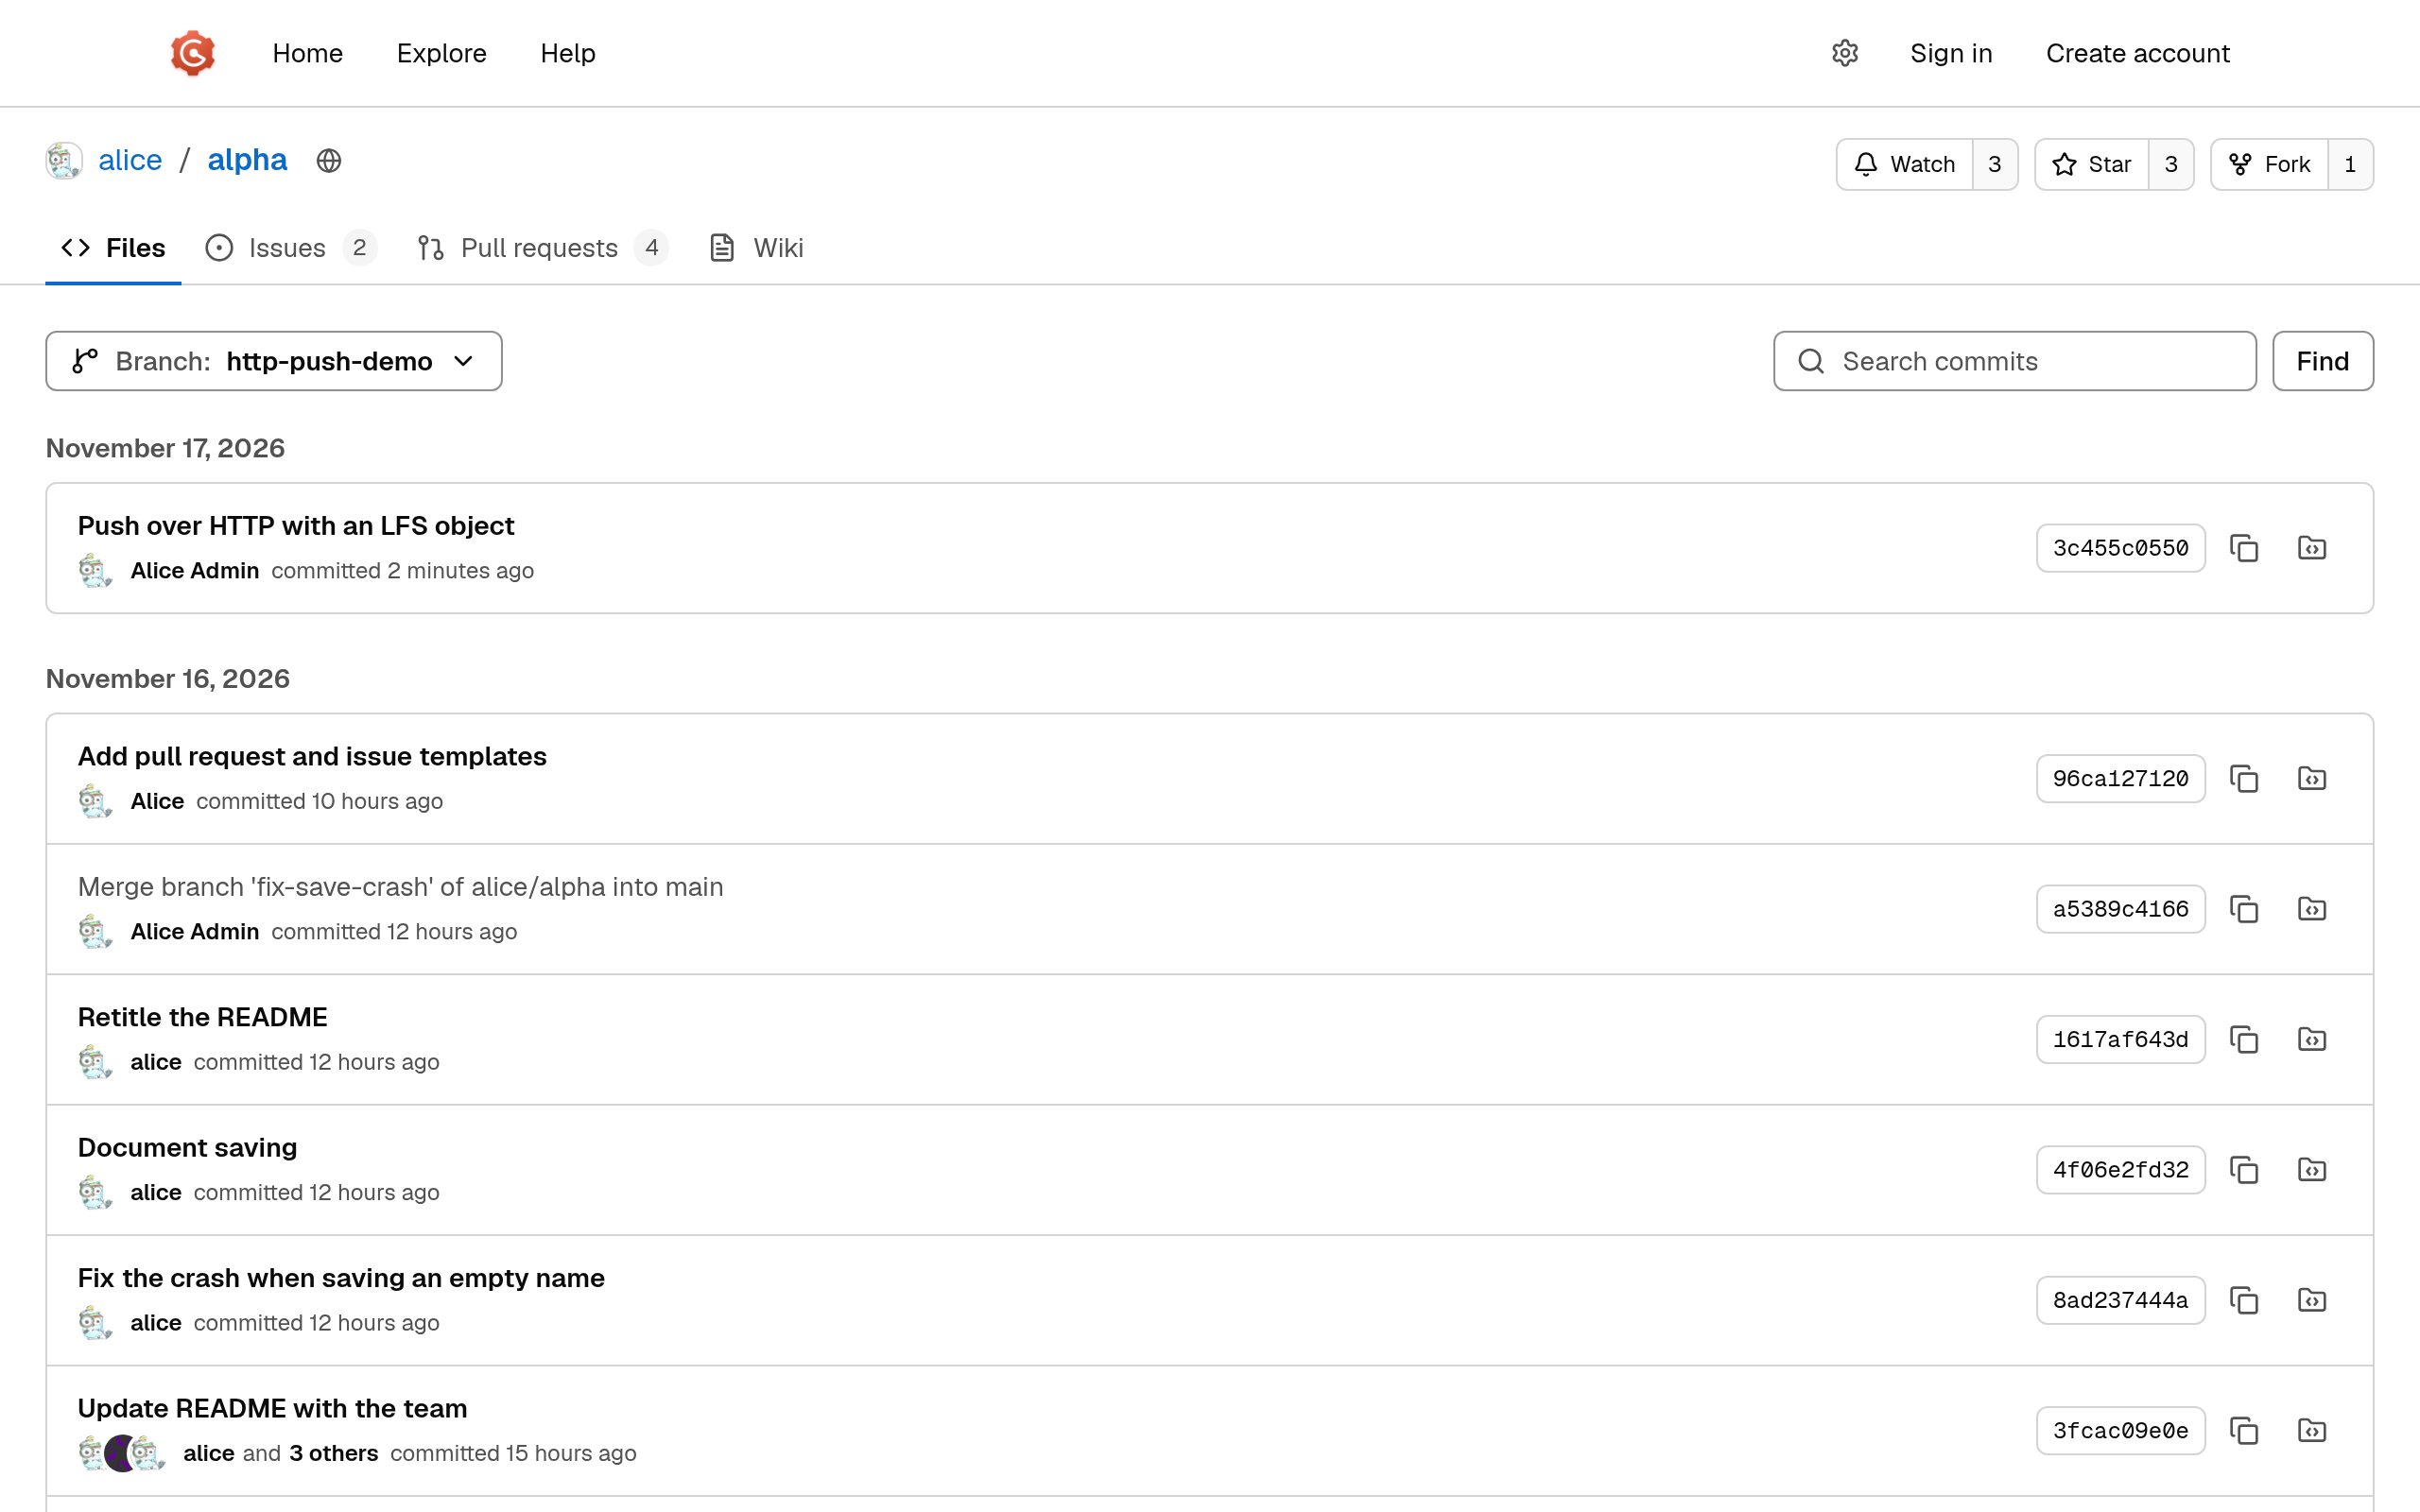 Home Explore Help Sign in Create account
alice / alpha Watch 3 Star 3 Fork 1
Files Issues 2 Pull requests 4 Wiki
Branch: http-push-demo Search commits Find
November 17, 2026
Push over HTTP with an LFS object
Alice Admin committed 2 minutes ago 3c455c0550
November 16, 2026
Add pull request and issue templates
Alice committed 10 hours ago 96ca127120
Merge branch 'fix-save-crash' of alice/alpha into main
Alice Admin committed 12 hours ago a5389c4166
Retitle the README
alice committed 12 hours ago 1617af643d
Document saving
alice committed 12 hours ago 4f06e2fd32
Fix the crash when saving an empty name
alice committed 12 hours ago 8ad237444a
Update README with the team
alice and 3 others committed 15 hours ago 3fcac09e0e